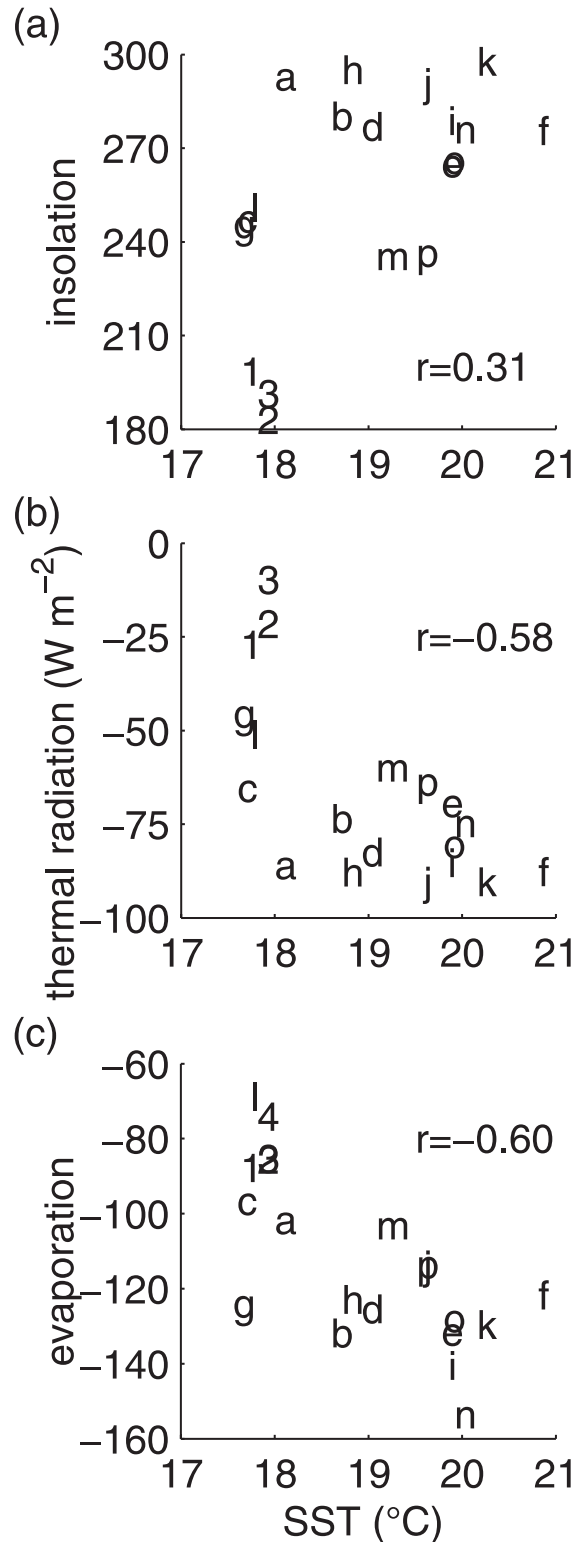 (a)
300
270
240
210
180
insolation
a
h
j
k
b
d
i
n
f
e
o
l
c
g
m
p
1
3
2
r=0.31
17 18 19 20 21
(b)
0
−25
−50
−75
−100
thermal radiation (W m−2)
3
2
1
r=−0.58
g
l
c
m
p
e
b
n
d
o
i
a
h
j
k
f
17 18 19 20 21
(c)
−60
−80
−100
−120
−140
−160
evaporation
l
4
r=−0.60
1
2
3
c
a
m
p
j
g
h
d
b
o
e
k
f
i
n
17 18 19 20 21
SST (°C)